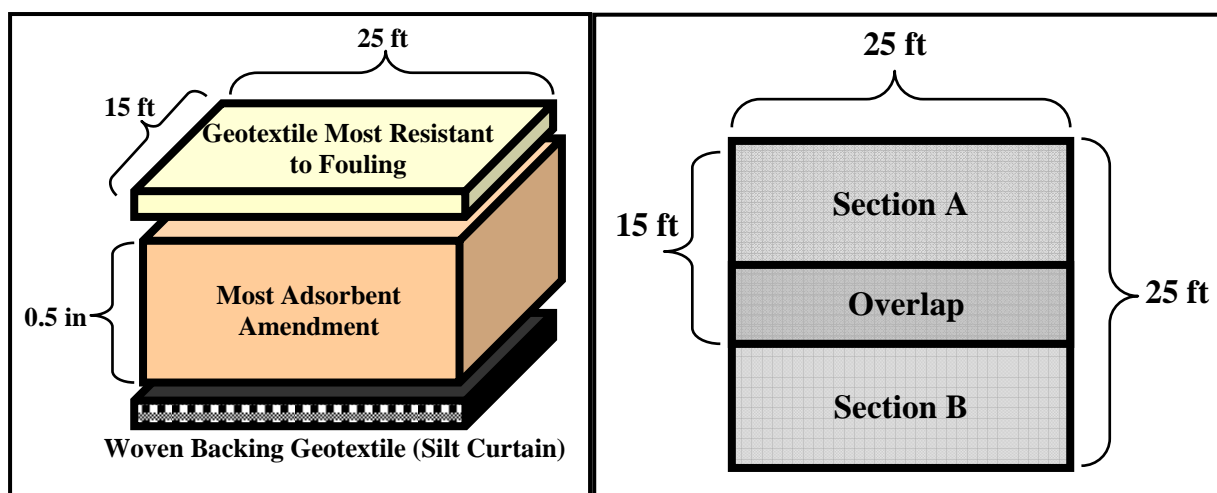 25 ft
15 ft
Geotextile Most Resistant
to Fouling
0.5 in
Most Adsorbent
Amendment
Woven Backing Geotextile (Silt Curtain)
25 ft
Section A
15 ft
Overlap
25 ft
Section B